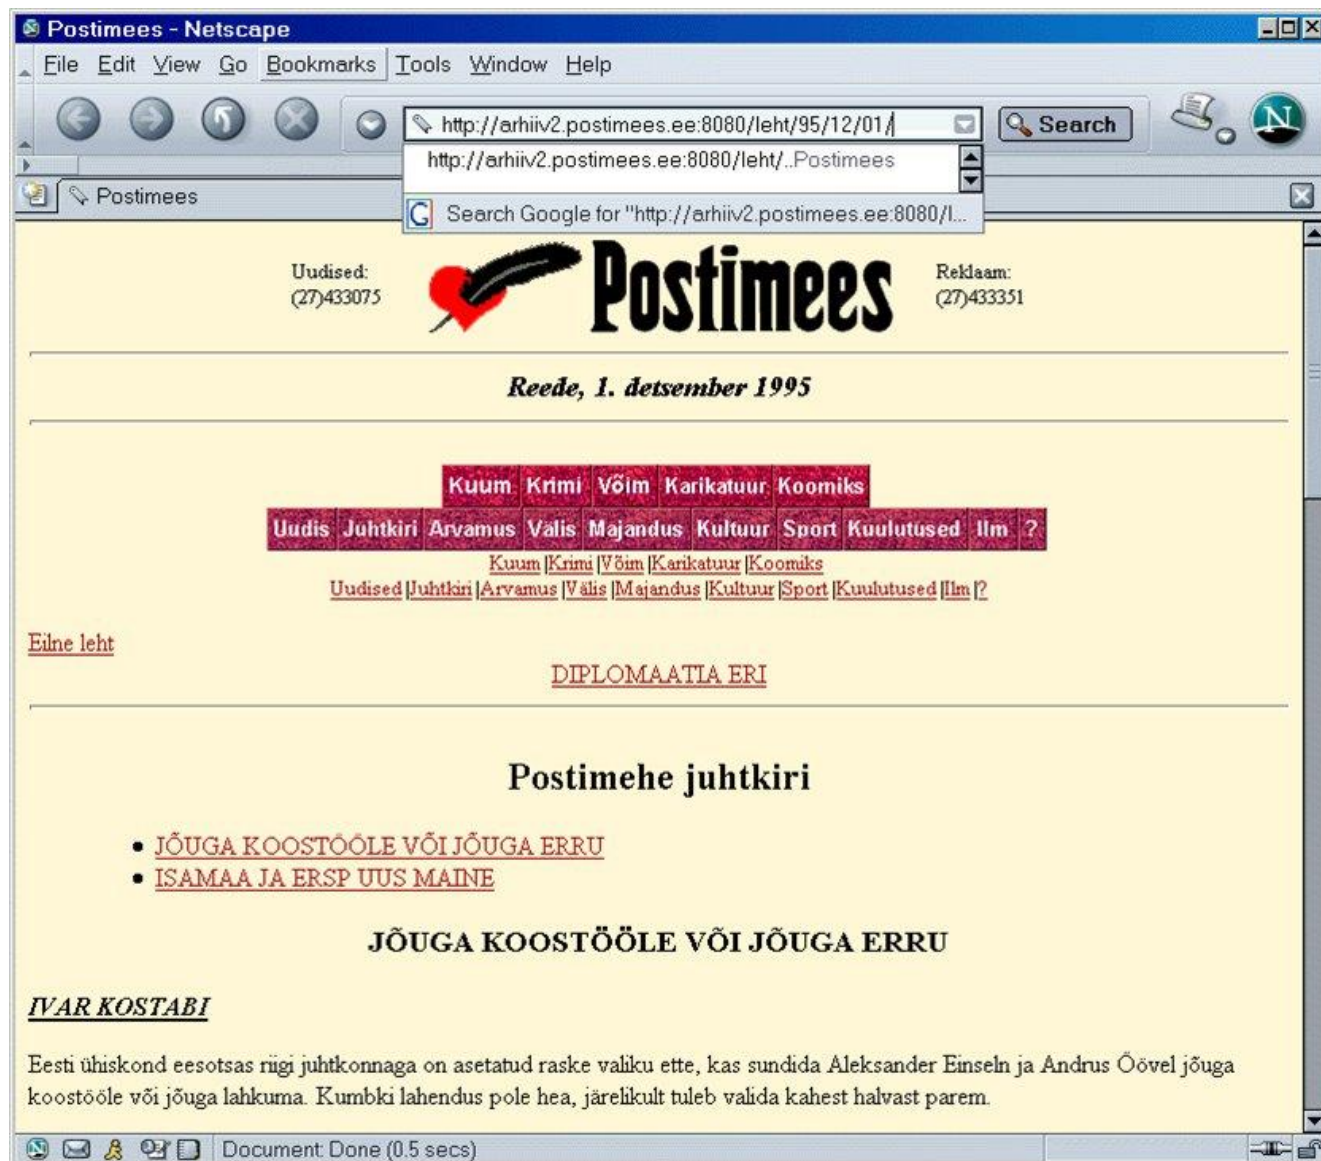 Postimees - Netscape
File Edit View Go Bookmarks Tools Window Help
http://arhiiv2.postimees.ee:8080/leht/95/12/01/
Search
N
http://arhiiv2.postimees.ee:8080/leht/..Postimees
Postimees
G Search Google for "http://arhiiv2.postimees.ee:8080/l...
Uudised:
(27)433075
Postimees
Reklaam:
(27)433351
Reede, 1. detsember 1995
Kuum Krimi Võim Karikatuur Koomiks
Uudis Juhtkiri Arvamus Välis Majandus Kultuur Sport Kuulutused Ilm ?
Kuum |Krimi |Võim |Karikatuur |Koomiks
Uudised |Juhtkiri |Arvamus |Välis |Majandus |Kultuur |Sport |Kuulutused |Ilm |?
Eilne leht
DIPLOMAATIA ERI
Postimehe juhtkiri
• JÕUGA KOOSTÖÖLE VÕI JÕUGA ERRU
• ISAMAA JA ERSP UUS MAINE
JÕUGA KOOSTÖÖLE VÕI JÕUGA ERRU
IVAR KOSTABI
Eesti ühiskond eesotsas riigi juhtkonnaga on asetatud raske valiku ette, kas sundida Aleksander Einseln ja Andrus Öövel jõuga
koostööle või jõuga lahkuma. Kumbki lahendus pole hea, järelikult tuleb valida kahest halvast parem.
Document: Done (0.5 secs)